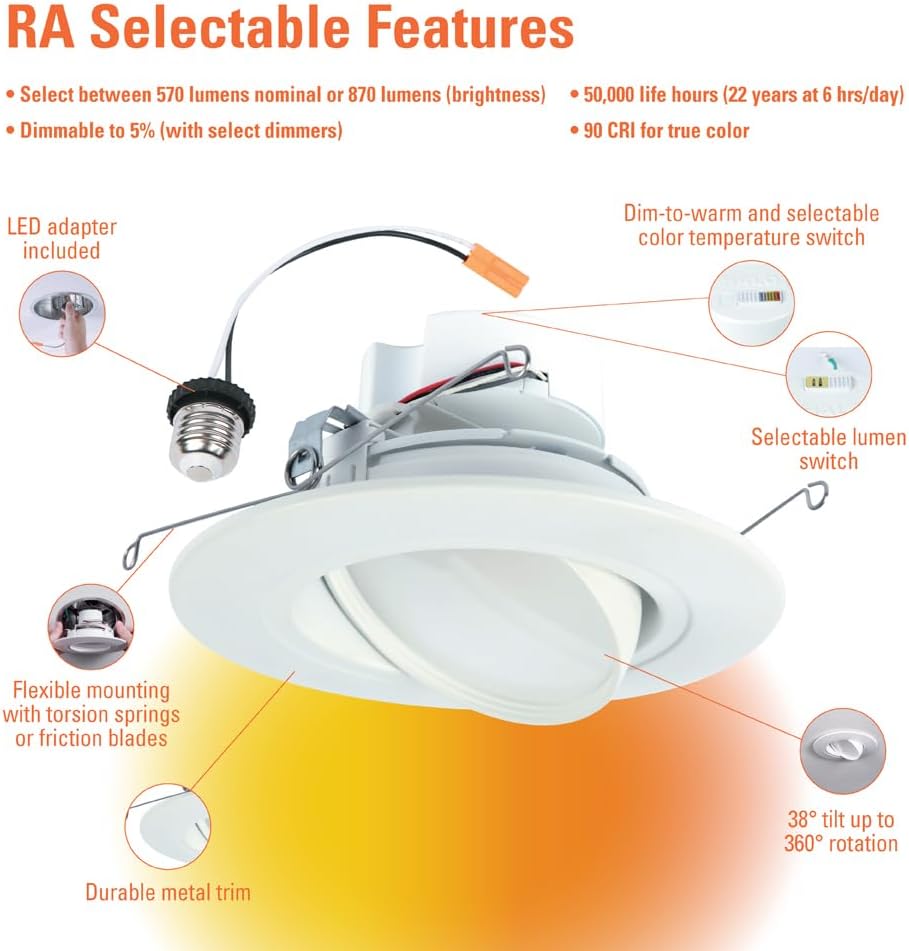 RA Selectable Features
• Select between 570 lumens nominal or 870 lumens (brightness)
• Dimmable to 5% (with select dimmers)
• 50,000 life hours (22 years at 6 hrs/day)
• 90 CRI for true color
LED adapter
included
Dim-to-warm and selectable
color temperature switch
Selectable lumen
switch
Flexible mounting
with torsion springs
or friction blades
38° tilt up to
360° rotation
Durable metal trim